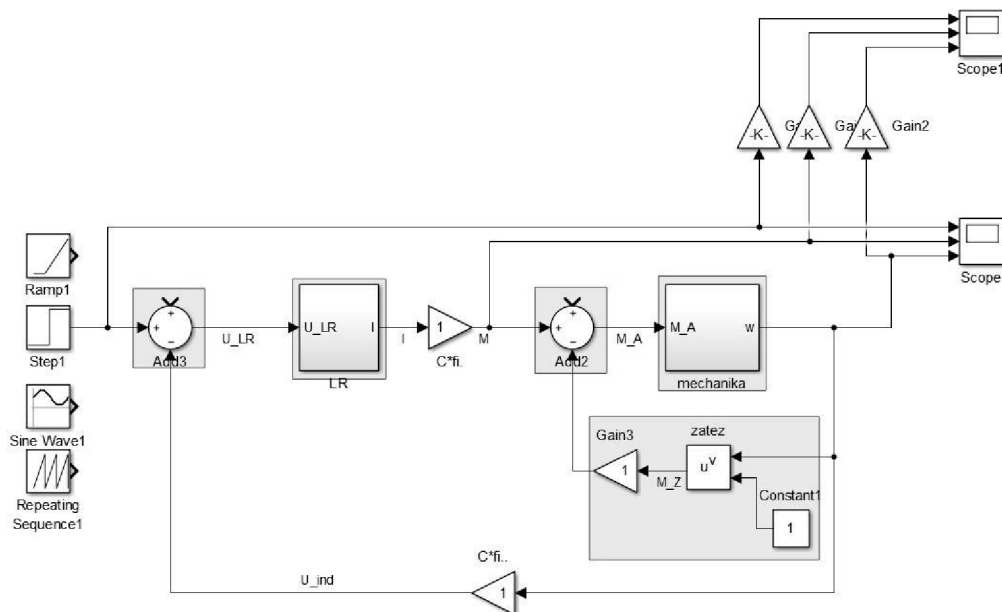 Scope1
-K-
-K-
-K-
Gain2
Scope
Ramp1
Step1
Add3
U_LR
U_LR
I
LR
I
1
C*fi.
M
Add2
M_A
M_A
w
mechanika
Sine Wave1
Repeating
Sequence1
Gain3
1
M_Z
zatez
u^v
Constant1
1
C*fi..
1
U_ind